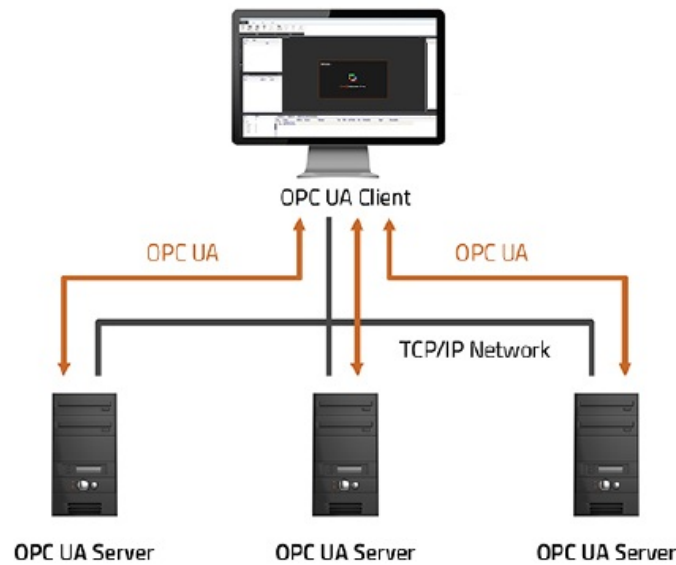 OPC UA Client
OPC UA
OPC UA
TCP/IP Network
OPC UA Server
OPC UA Server
OPC UA Server